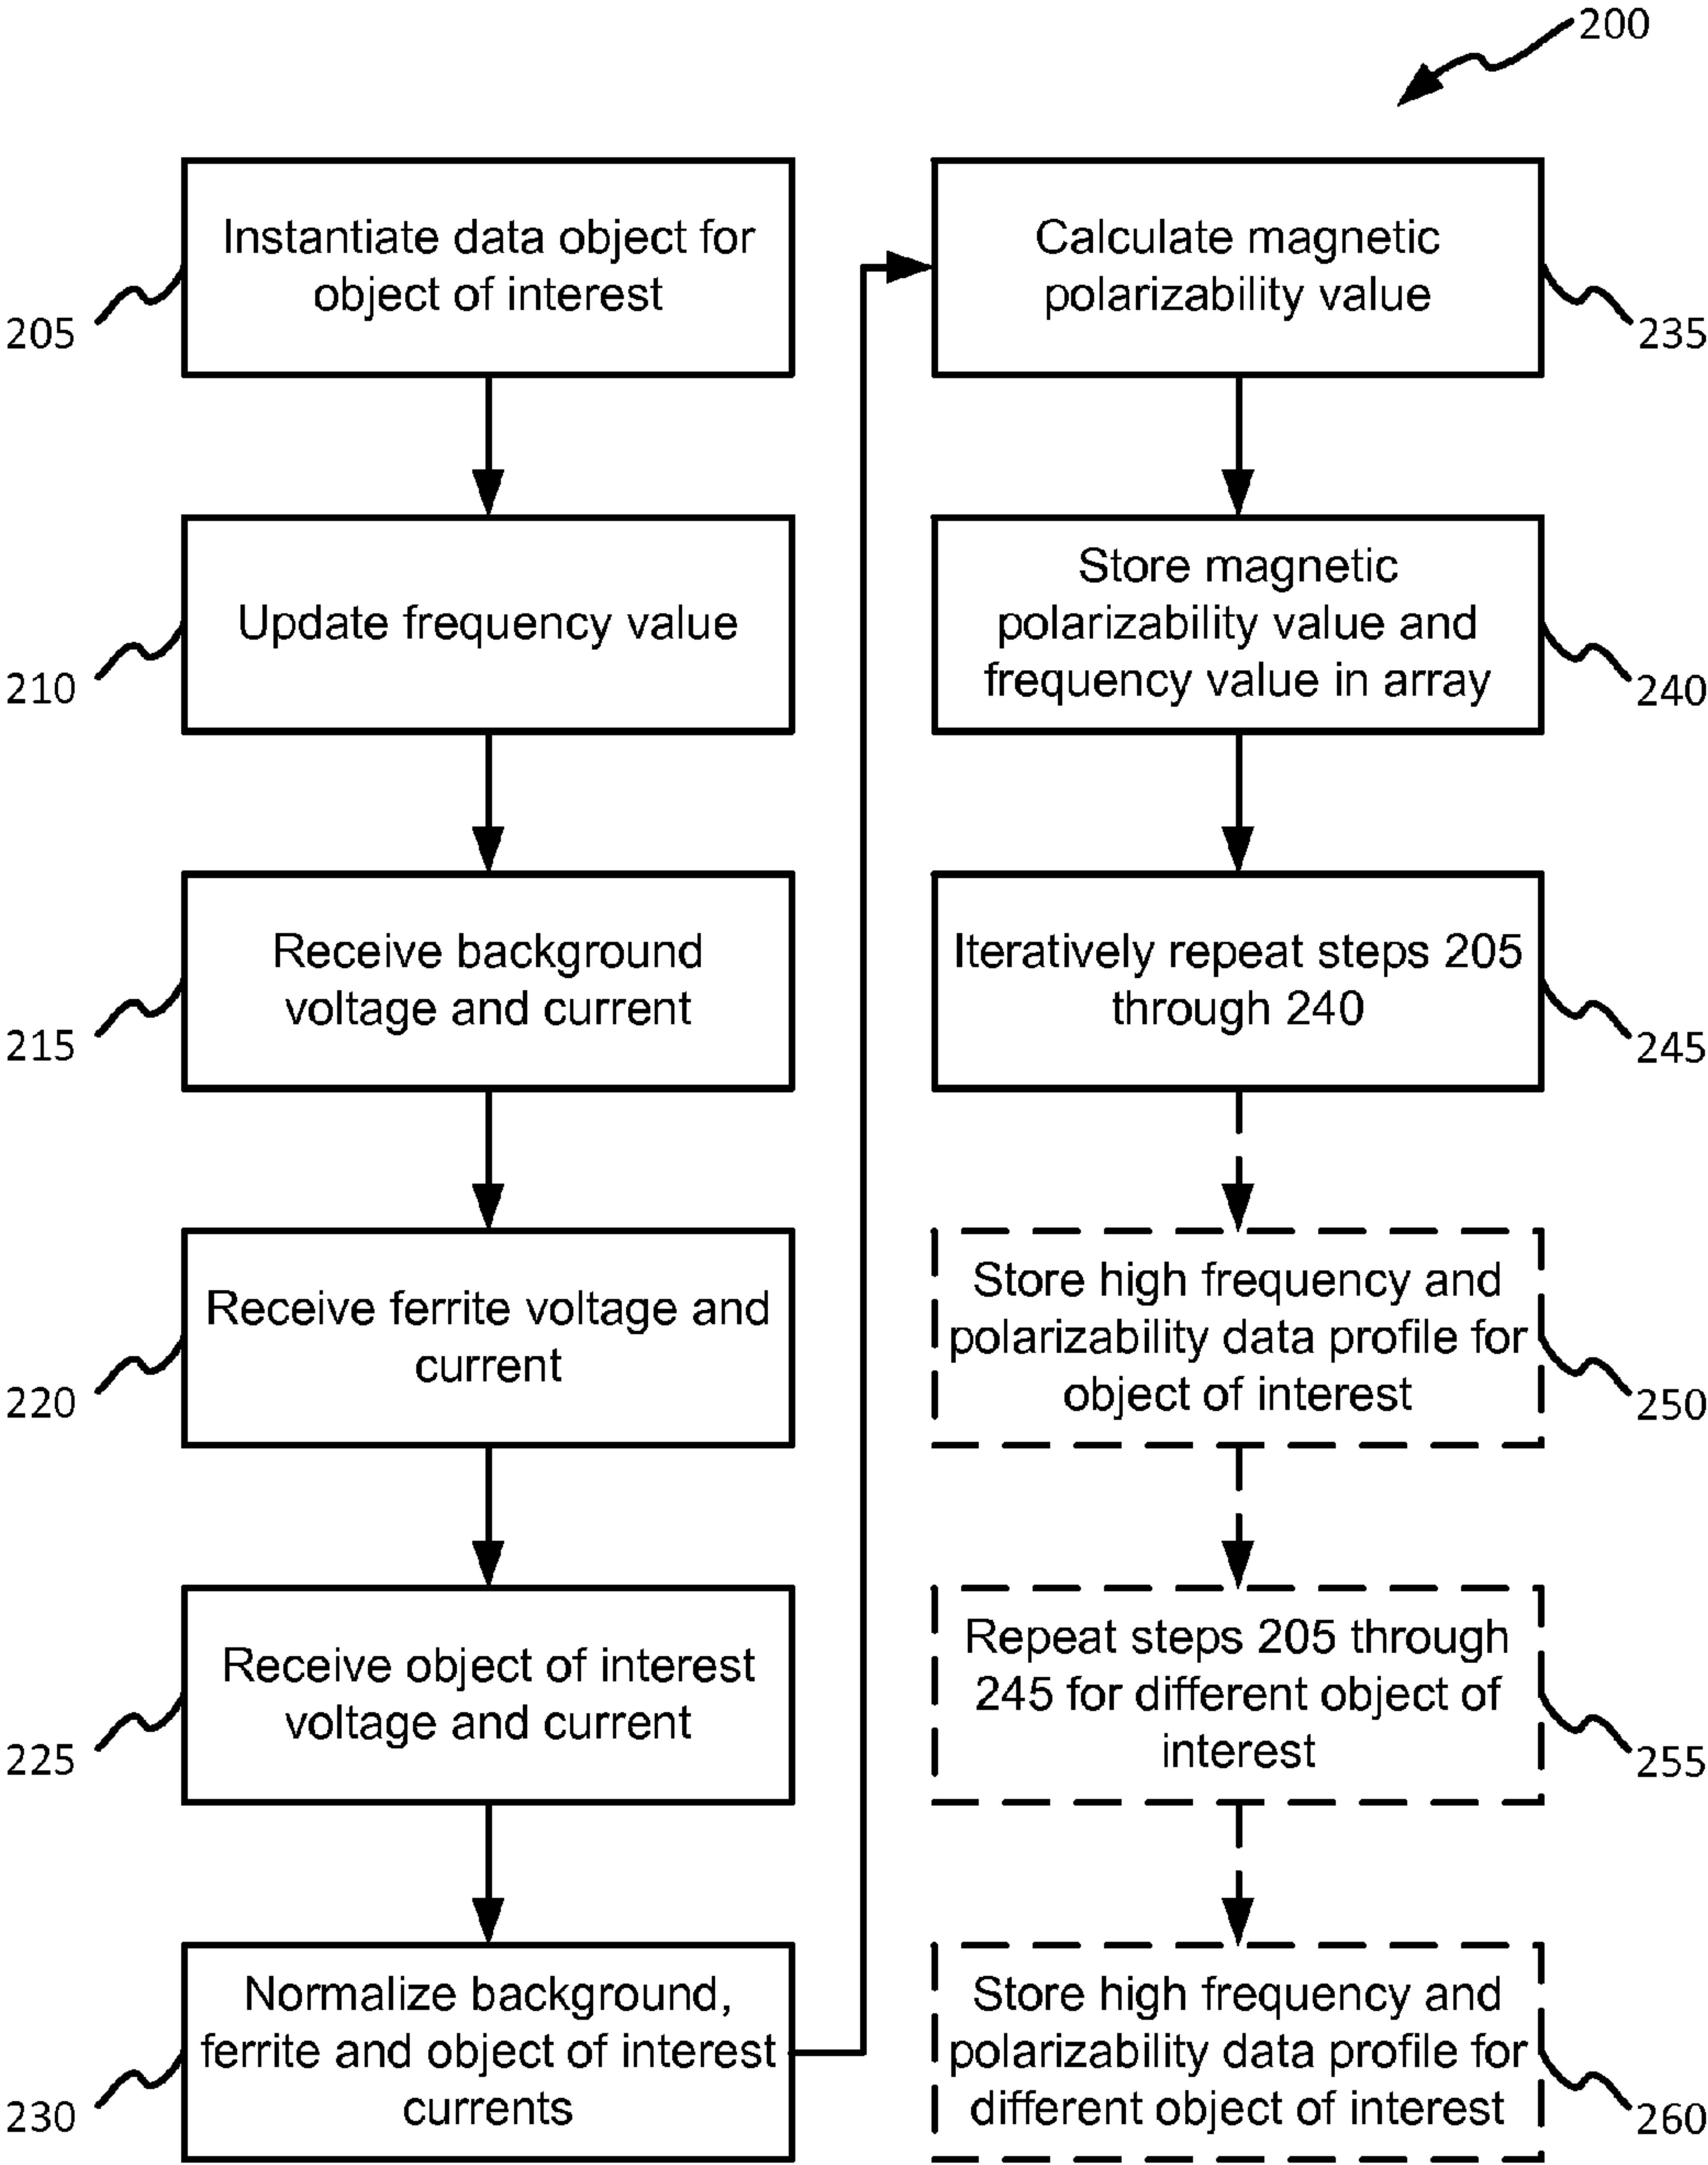 200
Instantiate data object for
object of interest
205
Update frequency value
210
Receive background
voltage and current
215
Receive ferrite voltage and
current
220
Receive object of interest
voltage and current
225
Normalize background,
ferrite and object of interest
currents
230
Calculate magnetic
polarizability value
235
Store magnetic
polarizability value and
frequency value in array
240
Iteratively repeat steps 205
through 240
245
Store high frequency and
polarizability data profile for
object of interest
250
Repeat steps 205 through
245 for different object of
interest
255
Store high frequency and
polarizability data profile for
different object of interest
260